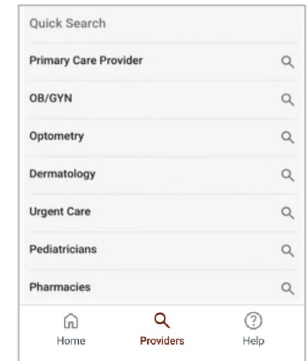 Quick Search
Primary Care Provider
OB/GYN
Optometry
Dermatology
Urgent Care
Pediatricians
Pharmacies
Home Providers Help